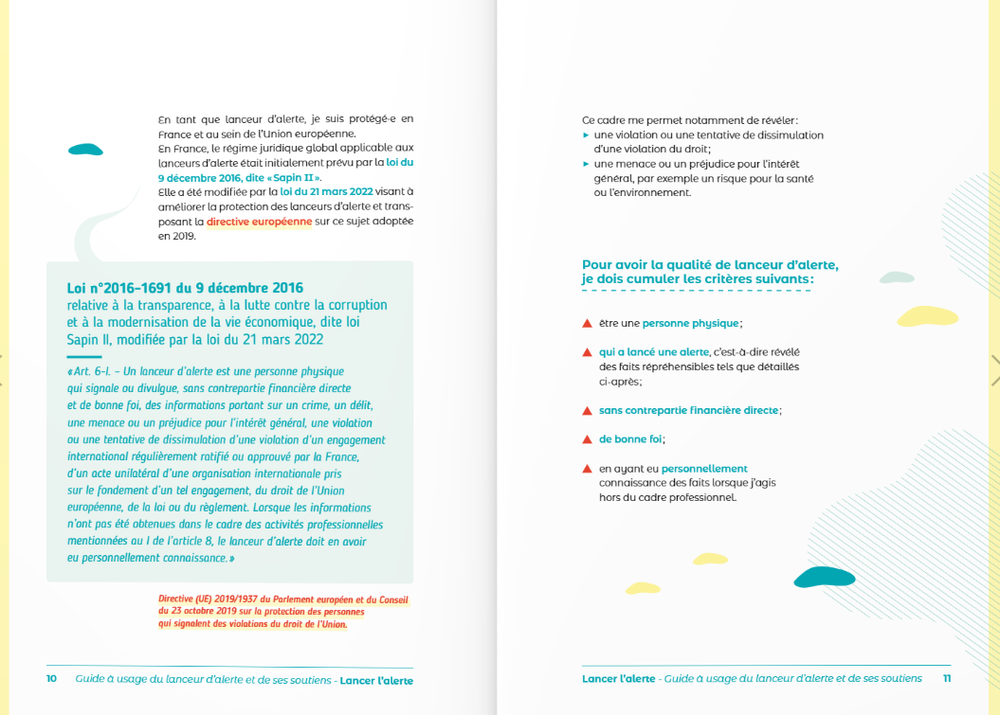 En tant que lanceur d'alerte, je suis protégé·e en
France et au sein de l'Union européenne.
En France, le régime juridique global applicable aux
lanceurs d'alerte était initialement prévu par la loi du
9 décembre 2016, dite « Sapin II ».
Elle a été modifiée par la loi du 21 mars 2022 visant à
améliorer la protection des lanceurs d'alerte et trans-
posant la directive européenne sur ce sujet adoptée
en 2019.
Loi n°2016-1691 du 9 décembre 2016
relative à la transparence, à la lutte contre la corruption
et à la modernisation de la vie économique, dite loi
Sapin II, modifiée par la loi du 21 mars 2022
« Art. 6-I. – Un lanceur d'alerte est une personne physique
qui signale ou divulgue, sans contrepartie financière directe
et de bonne foi, des informations portant sur un crime, un délit,
une menace ou un préjudice pour l'intérêt général, une violation
ou une tentative de dissimulation d'une violation d'un engagement
international régulièrement ratifié ou approuvé par la France,
d'un acte unilatéral d'une organisation internationale pris
sur le fondement d'un tel engagement, du droit de l'Union
européenne, de la loi ou du règlement. Lorsque les informations
n'ont pas été obtenues dans le cadre des activités professionnelles
mentionnées au I de l'article 8, le lanceur d'alerte doit en avoir
eu personnellement connaissance. »
Directive (UE) 2019/1937 du Parlement européen et du Conseil
du 23 octobre 2019 sur la protection des personnes
qui signalent des violations du droit de l'Union.
10 Guide à usage du lanceur d'alerte et de ses soutiens - Lancer l'alerte
Ce cadre me permet notamment de révéler :
► une violation ou une tentative de dissimulation
d'une violation du droit ;
► une menace ou un préjudice pour l'intérêt
général, par exemple un risque pour la santé
ou l'environnement.
Pour avoir la qualité de lanceur d'alerte,
je dois cumuler les critères suivants :
▲ être une personne physique ;
▲ qui a lancé une alerte, c'est-à-dire révélé
des faits répréhensibles tels que détaillés
ci-après ;
▲ sans contrepartie financière directe ;
▲ de bonne foi ;
▲ en ayant eu personnellement
connaissance des faits lorsque j'agis
hors du cadre professionnel.
Lancer l'alerte - Guide à usage du lanceur d'alerte et de ses soutiens 11